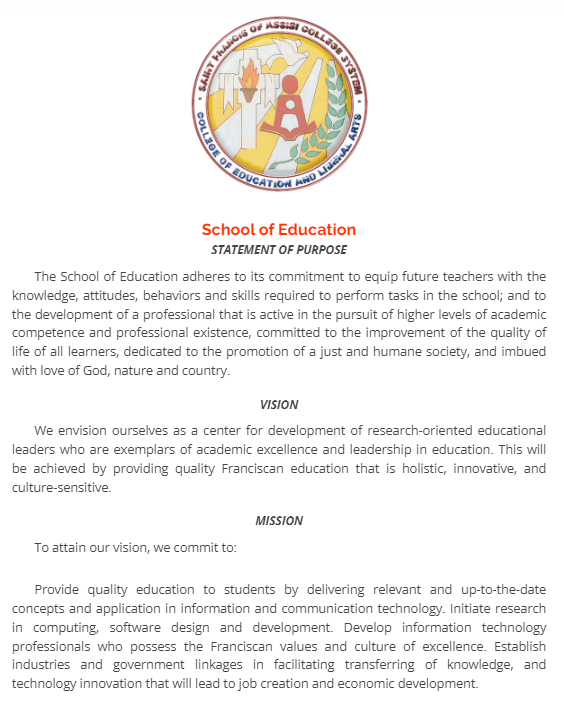 SAINT FRANCIS OF ASSISI COLLEGE SYSTEM
COLLEGE OF EDUCATION AND LIBERAL ARTS
School of Education
STATEMENT OF PURPOSE
The School of Education adheres to its commitment to equip future teachers with the
knowledge, attitudes, behaviors and skills required to perform tasks in the school; and to
the development of a professional that is active in the pursuit of higher levels of academic
competence and professional existence, committed to the improvement of the quality of
life of all learners, dedicated to the promotion of a just and humane society, and imbued
with love of God, nature and country.
VISION
We envision ourselves as a center for development of research-oriented educational
leaders who are exemplars of academic excellence and leadership in education. This will
be achieved by providing quality Franciscan education that is holistic, innovative, and
culture-sensitive.
MISSION
To attain our vision, we commit to:
Provide quality education to students by delivering relevant and up-to-the-date
concepts and application in information and communication technology. Initiate research
in computing, software design and development. Develop information technology
professionals who possess the Franciscan values and culture of excellence. Establish
industries and government linkages in facilitating transferring of knowledge, and
technology innovation that will lead to job creation and economic development.